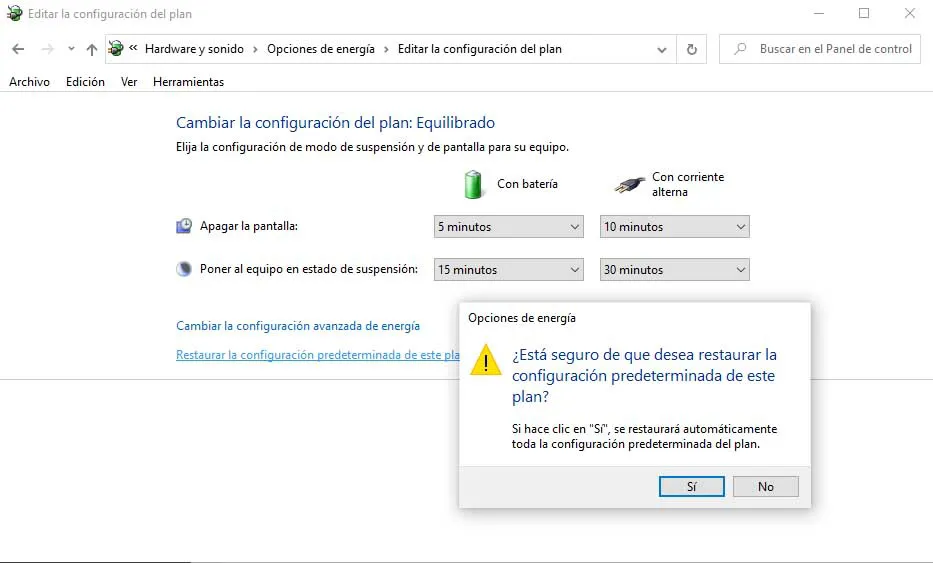 Editar la configuración del plan
« Hardware y sonido › Opciones de energía › Editar la configuración del plan
Buscar en el Panel de control
Archivo Edición Ver Herramientas
Cambiar la configuración del plan: Equilibrado
Elija la configuración de modo de suspensión y de pantalla para su equipo.
Con batería
Con corriente
alterna
Apagar la pantalla: 5 minutos 10 minutos
Poner al equipo en estado de suspensión: 15 minutos 30 minutos
Cambiar la configuración avanzada de energía
Restaurar la configuración predeterminada de este pla
Opciones de energía
¿Está seguro de que desea restaurar la
configuración predeterminada de este
plan?
Si hace clic en "Sí", se restaurará automáticamente
toda la configuración predeterminada del plan.
Sí No